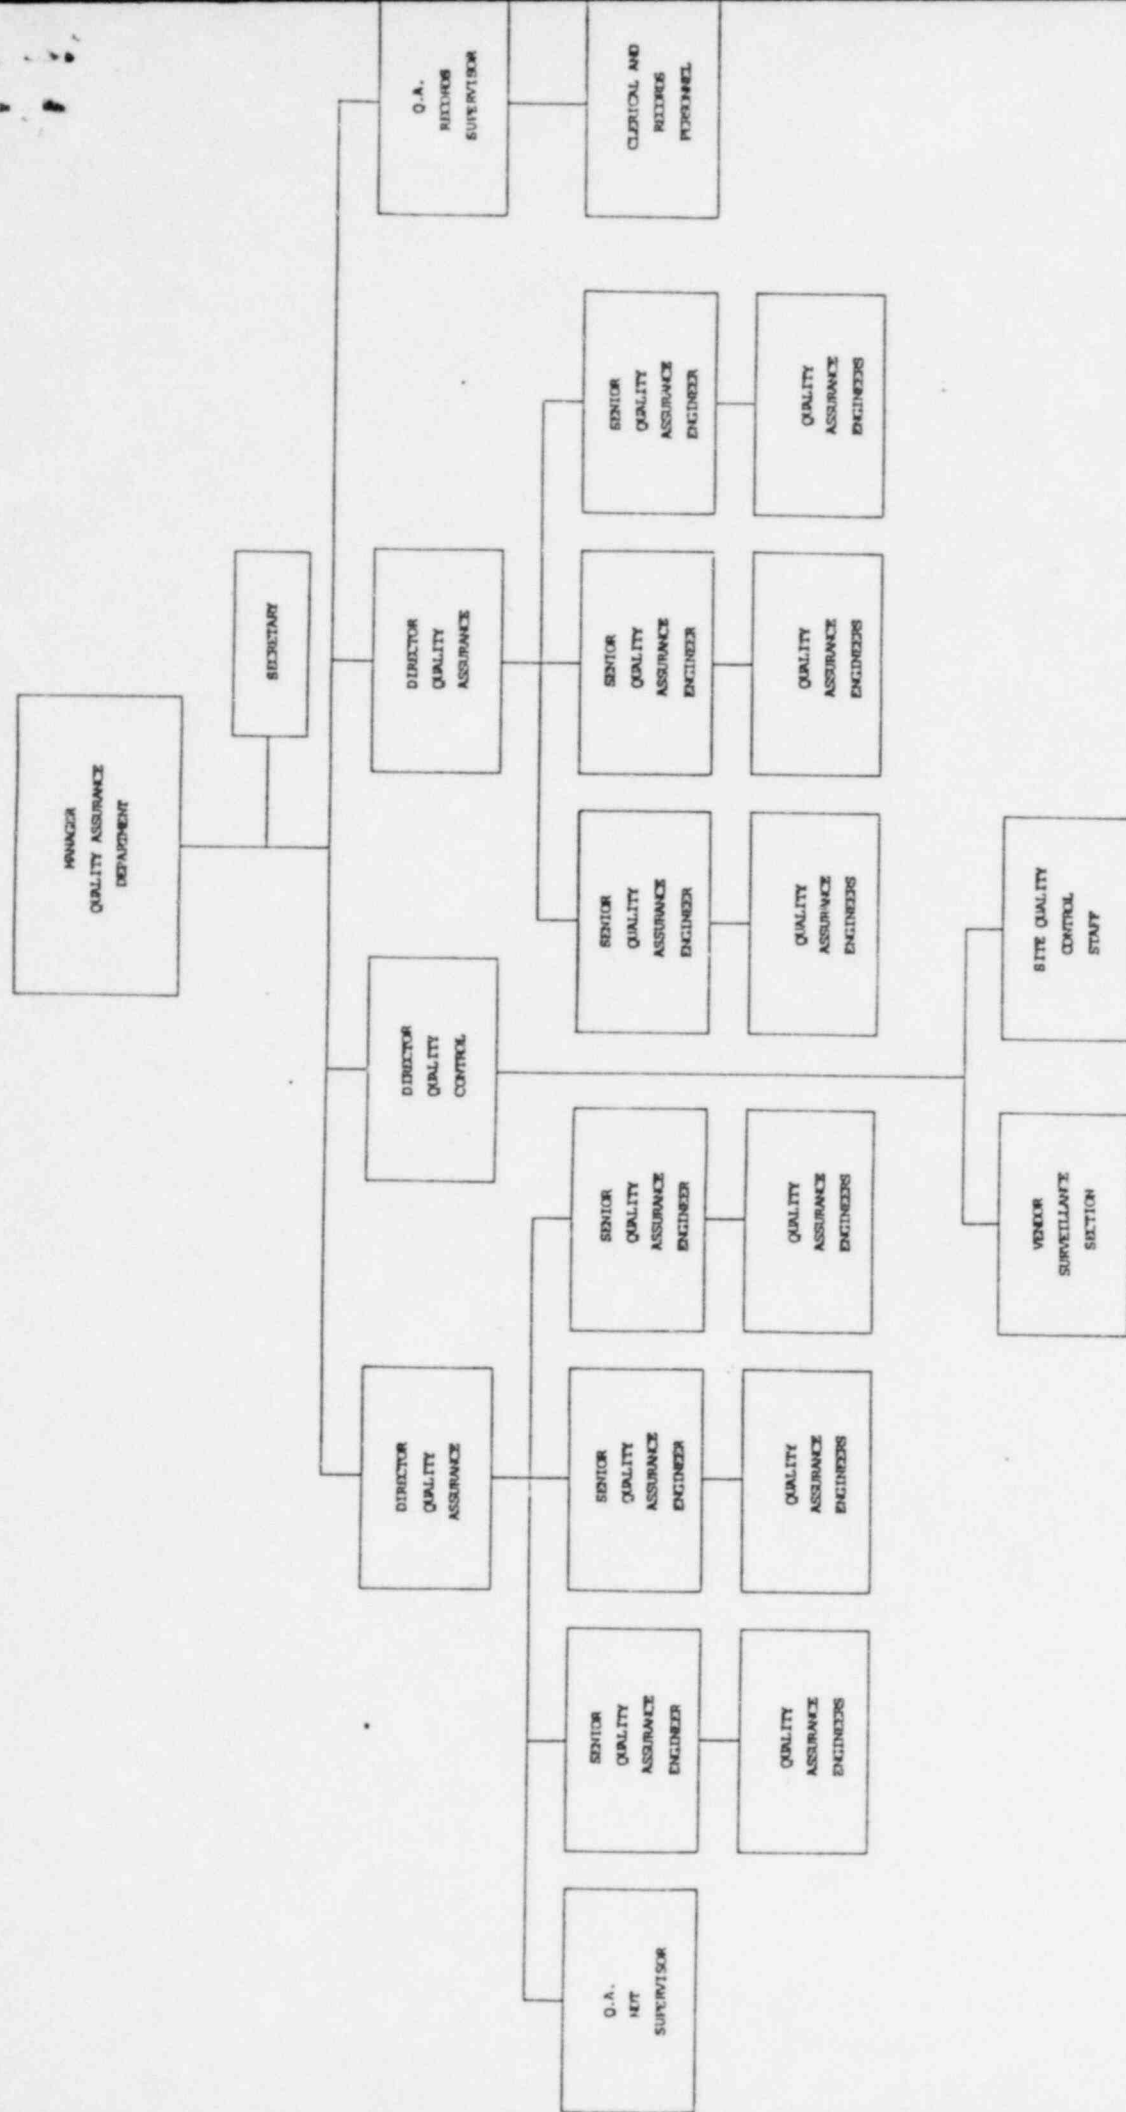 MANAGER
QUALITY ASSURANCE
DEPARTMENT
SECRETARY
DIRECTOR
QUALITY
ASSURANCE
DIRECTOR
QUALITY
CONTROL
DIRECTOR
QUALITY
ASSURANCE
Q.A.
RECORDS
SUPERVISOR
Q.A.
NDT
SUPERVISOR
SENIOR
QUALITY
ASSURANCE
ENGINEER
SENIOR
QUALITY
ASSURANCE
ENGINEER
SENIOR
QUALITY
ASSURANCE
ENGINEER
SENIOR
QUALITY
ASSURANCE
ENGINEER
SENIOR
QUALITY
ASSURANCE
ENGINEER
SENIOR
QUALITY
ASSURANCE
ENGINEER
CLERICAL AND
RECORDS
PERSONNEL
QUALITY
ASSURANCE
ENGINEERS
QUALITY
ASSURANCE
ENGINEERS
QUALITY
ASSURANCE
ENGINEERS
QUALITY
ASSURANCE
ENGINEERS
QUALITY
ASSURANCE
ENGINEERS
QUALITY
ASSURANCE
ENGINEERS
VENDOR
SURVEILLANCE
SECTION
SITE QUALITY
CONTROL
STAFF